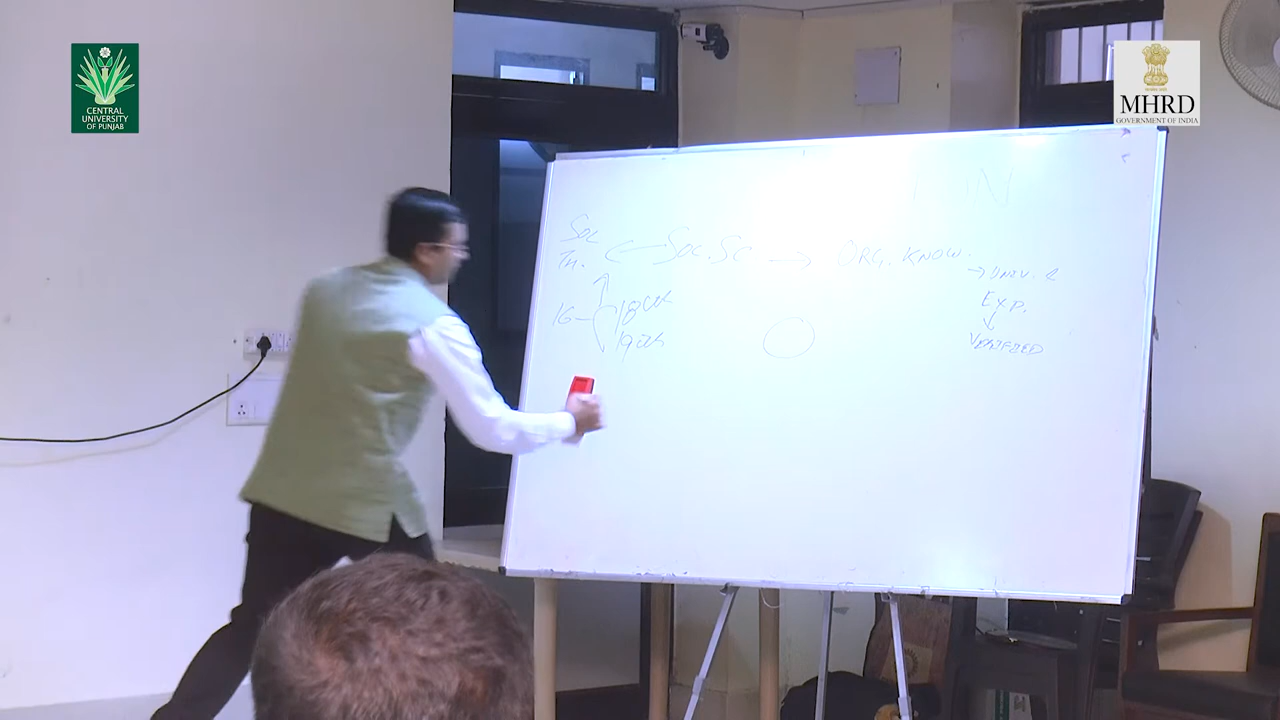 CENTRAL
UNIVERSITY
OF PUNJAB
MHRD
GOVERNMENT OF INDIA
Soc
Th. ← Soc. Sc → ORG. KNOW.
→ UNIV. &
EXP.
↓
VERIFIED
16 18
19